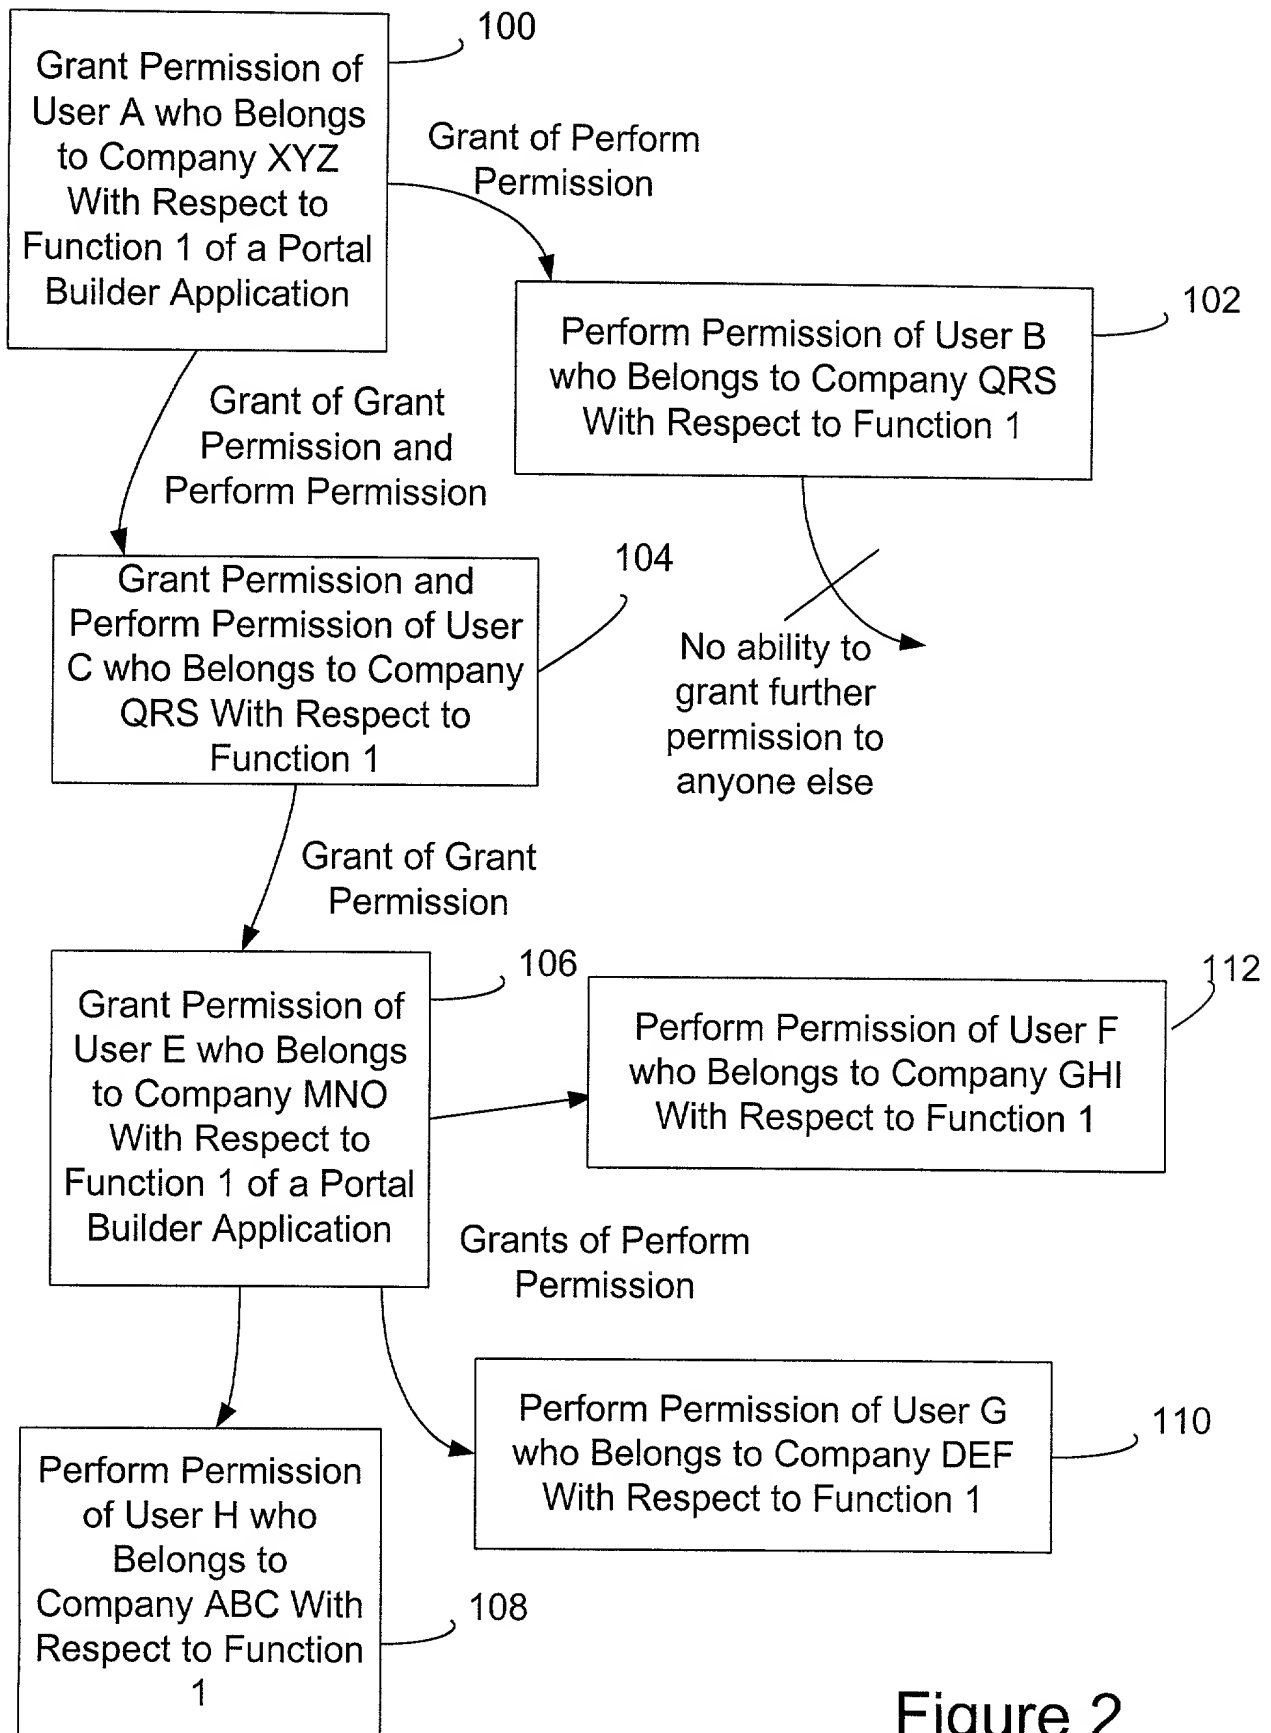 100
Grant Permission of
User A who Belongs
to Company XYZ
With Respect to
Function 1 of a Portal
Builder Application
Grant of Perform
Permission
102
Perform Permission of User B
who Belongs to Company QRS
With Respect to Function 1
Grant of Grant
Permission and
Perform Permission
104
Grant Permission and
Perform Permission of User
C who Belongs to Company
QRS With Respect to
Function 1
No ability to
grant further
permission to
anyone else
Grant of Grant
Permission
106
Grant Permission of
User E who Belongs
to Company MNO
With Respect to
Function 1 of a Portal
Builder Application
112
Perform Permission of User F
who Belongs to Company GHI
With Respect to Function 1
Grants of Perform
Permission
Perform Permission of User G
who Belongs to Company DEF
With Respect to Function 1
110
Perform Permission
of User H who
Belongs to
Company ABC With
Respect to Function
1
108
Figure 2